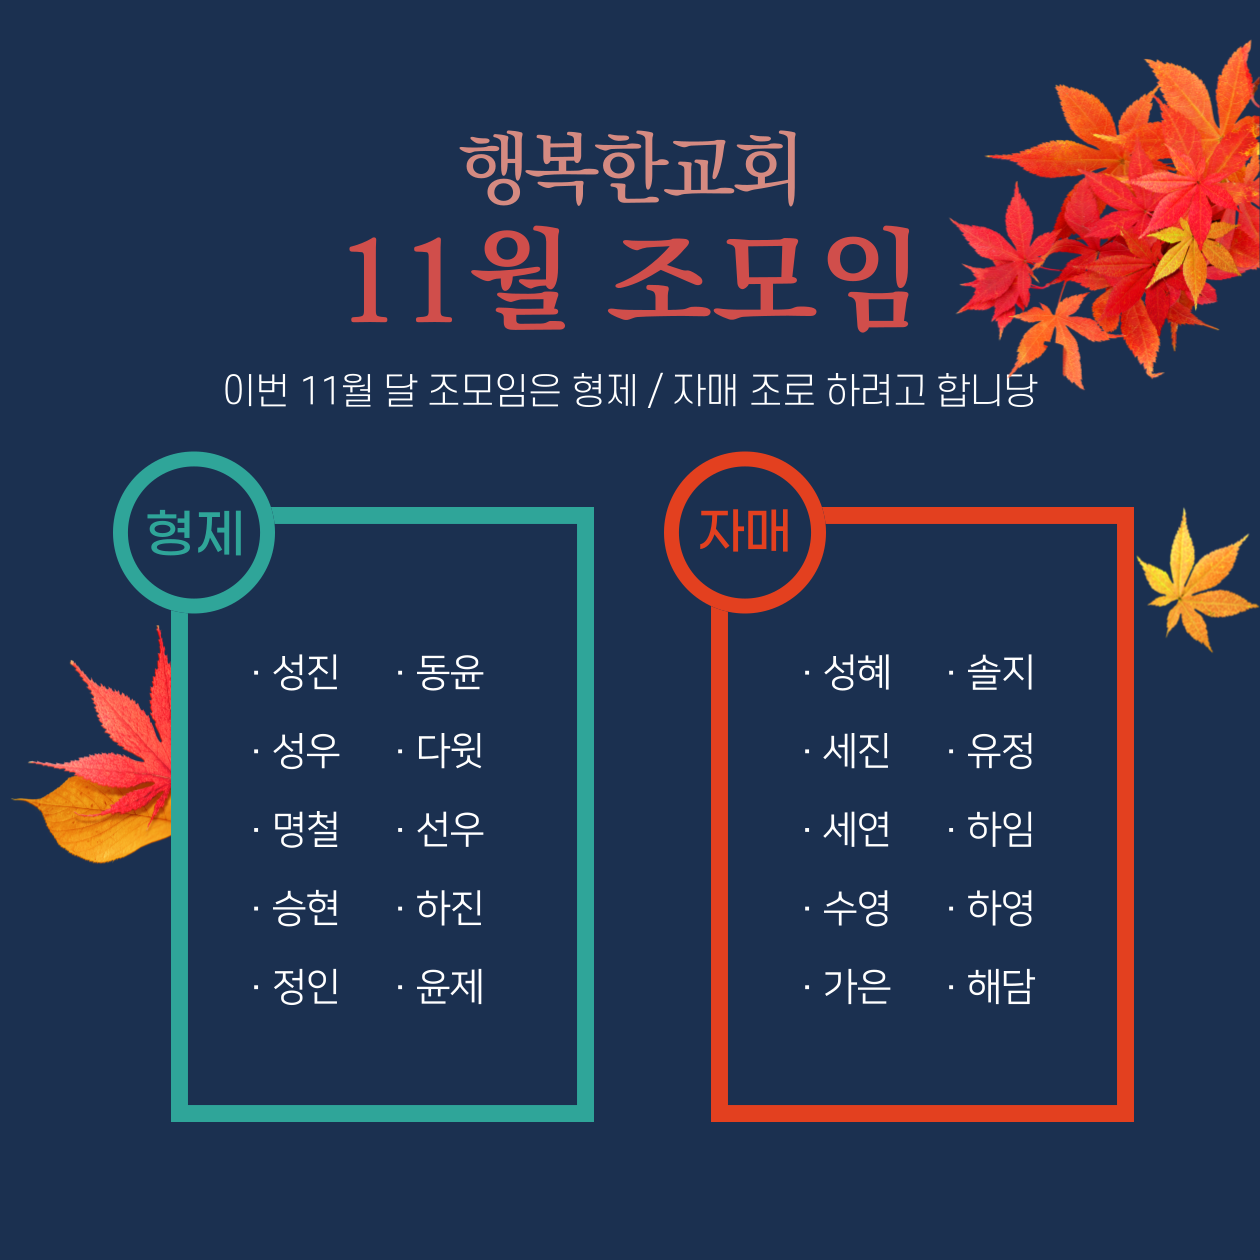 행복한교회
11월 조모임
이번 11월 달 조모임은 형제 / 자매 조로 하려고 합니당
형제
· 성진 · 동윤
· 성우 · 다윗
· 명철 · 선우
· 승현 · 하진
· 정인 · 윤제
자매
· 성혜 · 솔지
· 세진 · 유정
· 세연 · 하임
· 수영 · 하영
· 가은 · 해담